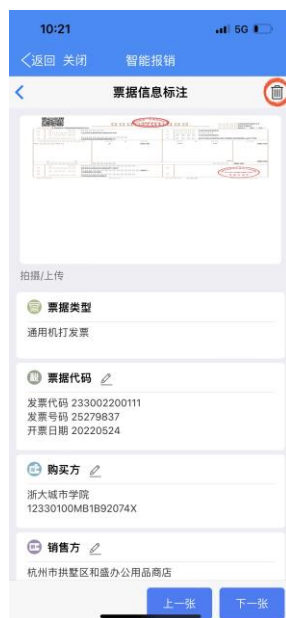 10:21
5G
返回 关闭 智能报销
票据信息标注
拍摄/上传
票据类型
通用机打发票
票据代码
发票代码 233002200111
发票号码 25279837
开票日期 20220524
购买方
浙大城市学院
12330100MB1B92074X
销售方
杭州市拱墅区和盛办公用品商店
上一张 下一张